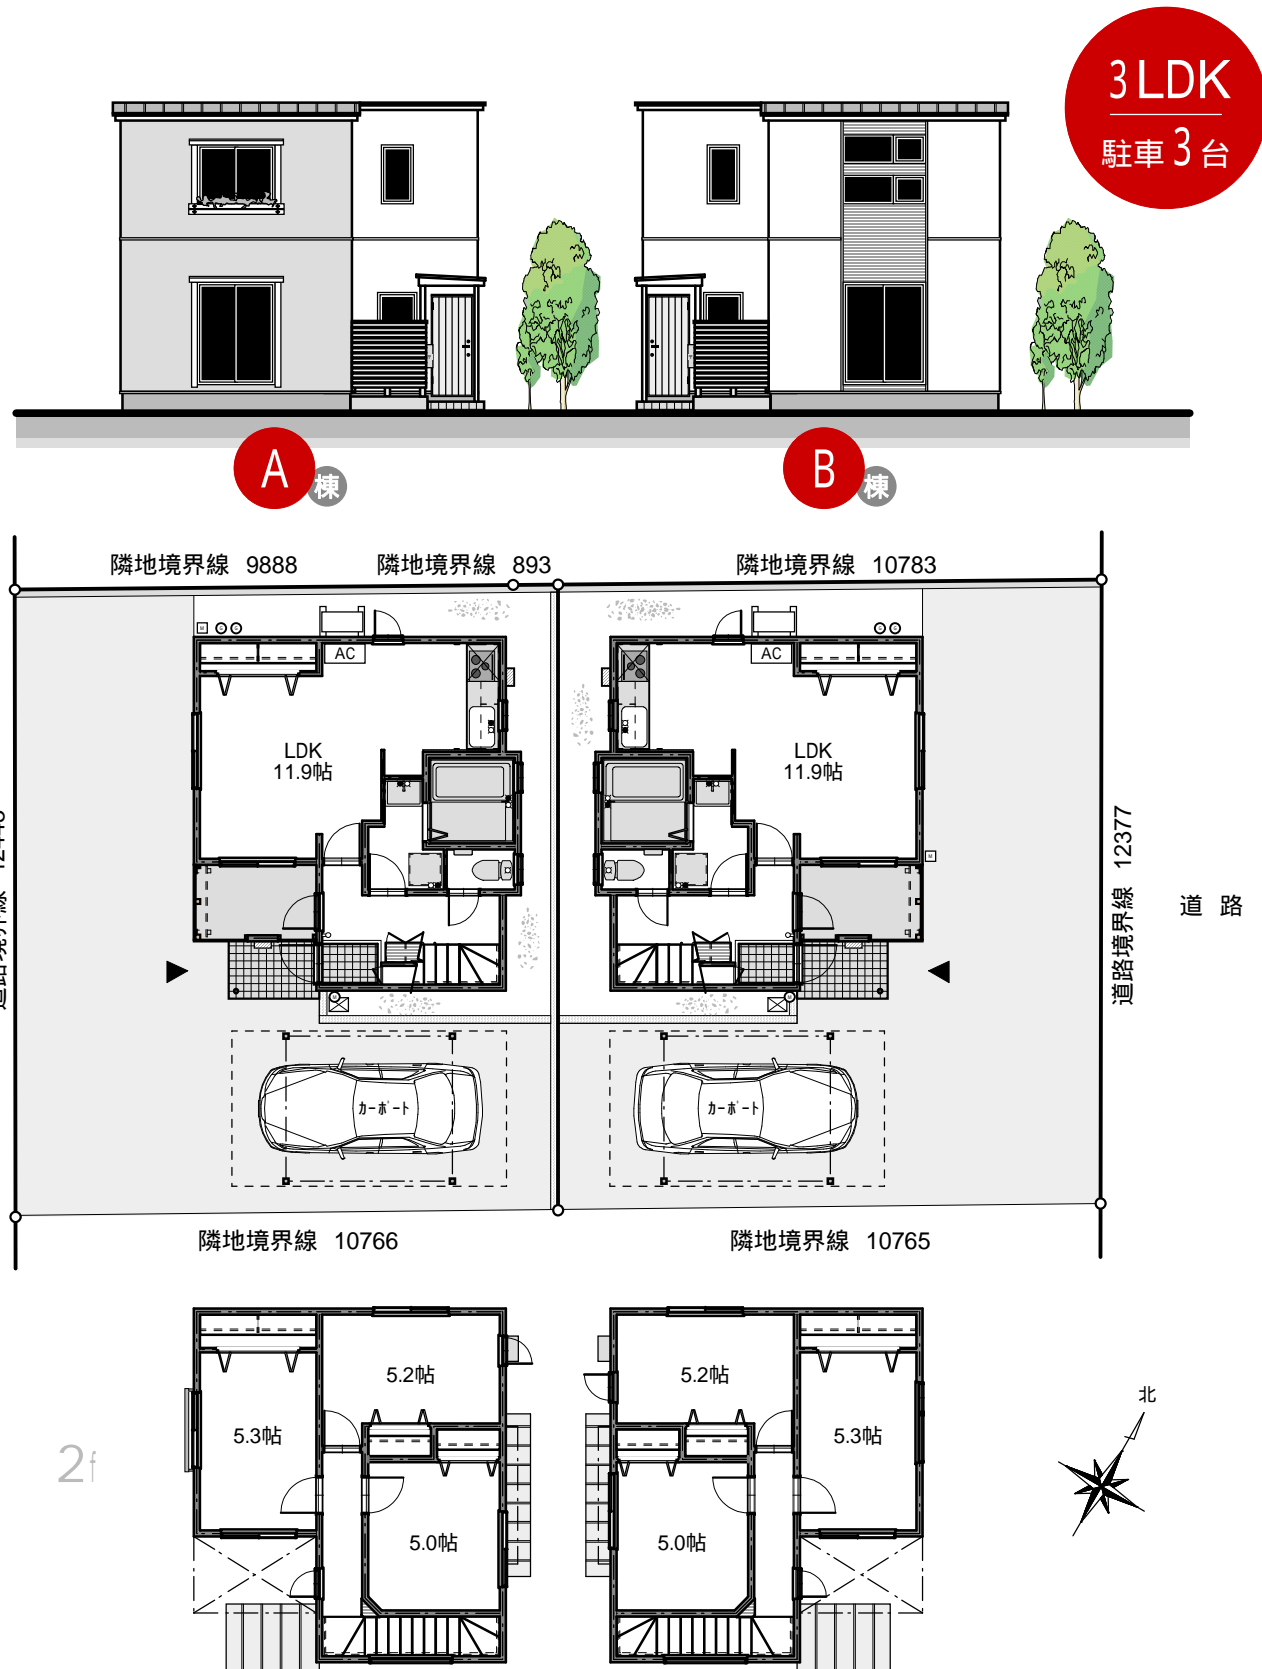 3 LDK
駐車 3 台
A 棟
B 棟
隣地境界線 9888
隣地境界線 893
隣地境界線 10783
AC
AC
LDK
11.9帖
LDK
11.9帖
道路境界線 12377
道 路
カーポート
カーポート
隣地境界線 10766
隣地境界線 10765
5.2帖
5.2帖
5.3帖
5.3帖
5.0帖
5.0帖
2f
北